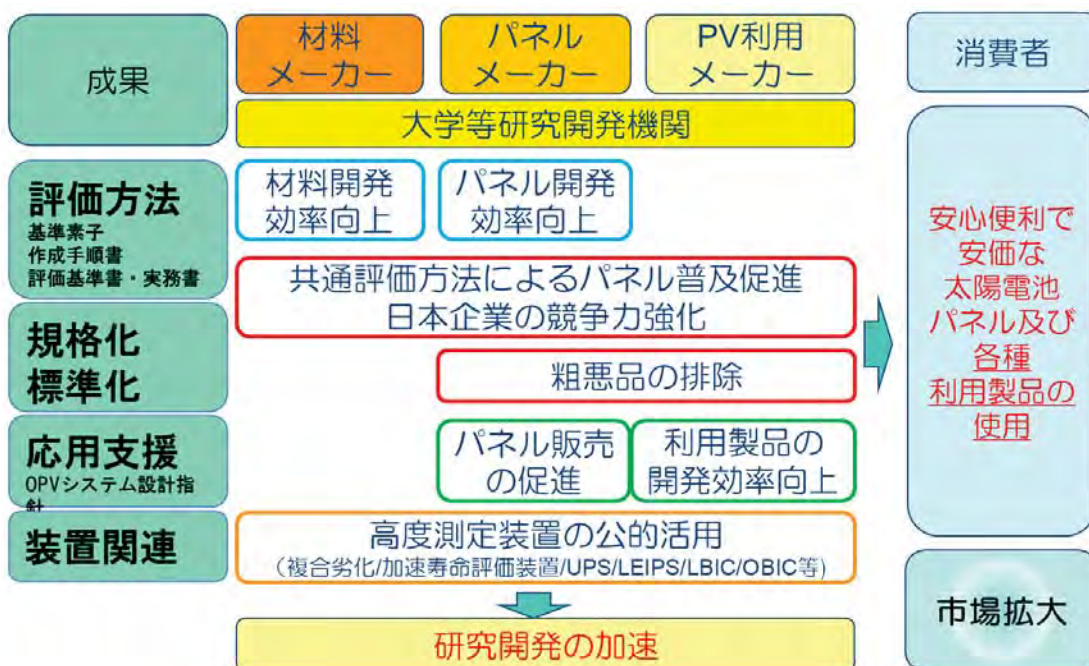 成果
材料
メーカー
パネル
メーカー
PV利用
メーカー
消費者
大学等研究開発機関
評価方法
基準素子
作成手順書
評価基準書・実務書
材料開発
効率向上
パネル開発
効率向上
共通評価方法によるパネル普及促進
日本企業の競争力強化
規格化
標準化
粗悪品の排除
応用支援
OPVシステム設計指
針
パネル販売
の促進
利用製品の
開発効率向上
装置関連
高度測定装置の公的活用
（複合劣化/加速寿命評価装置/UPS/LEIPS/LBIC/OBIC等）
研究開発の加速
安心便利で
安価な
太陽電池
パネル及び
各種
利用製品の
使用
市場拡大